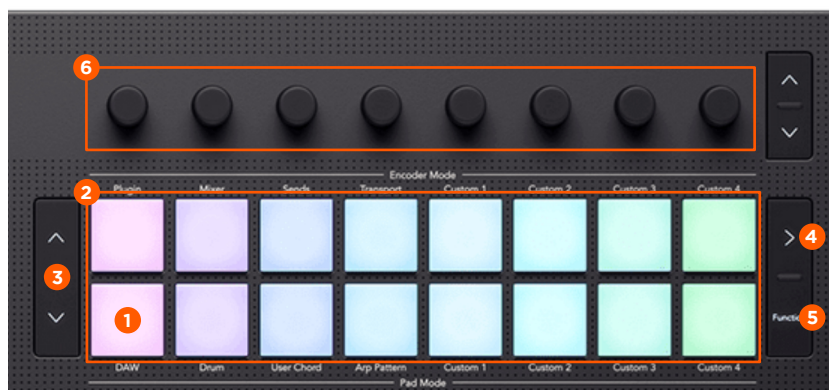 6
Encoder Mode
Plugin Mixer Sends Transport Custom 1 Custom 2 Custom 3 Custom 4
2
3
4
1
5
DAW Drum User Chord Arp Pattern Custom 1 Custom 2 Custom 3 Custom 4
Pad Mode